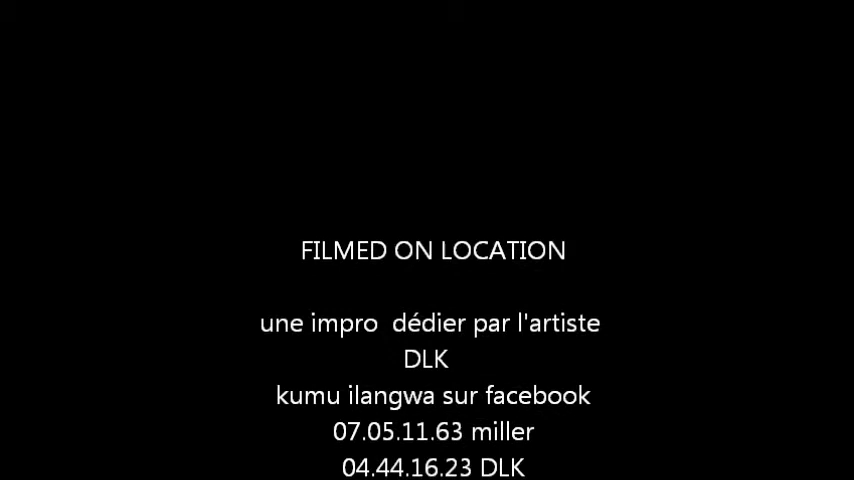 FILMED ON LOCATION
une impro dédier par l'artiste
DLK
kumu ilangwa sur facebook
07.05.11.63 miller
04.44.16.23 DLK